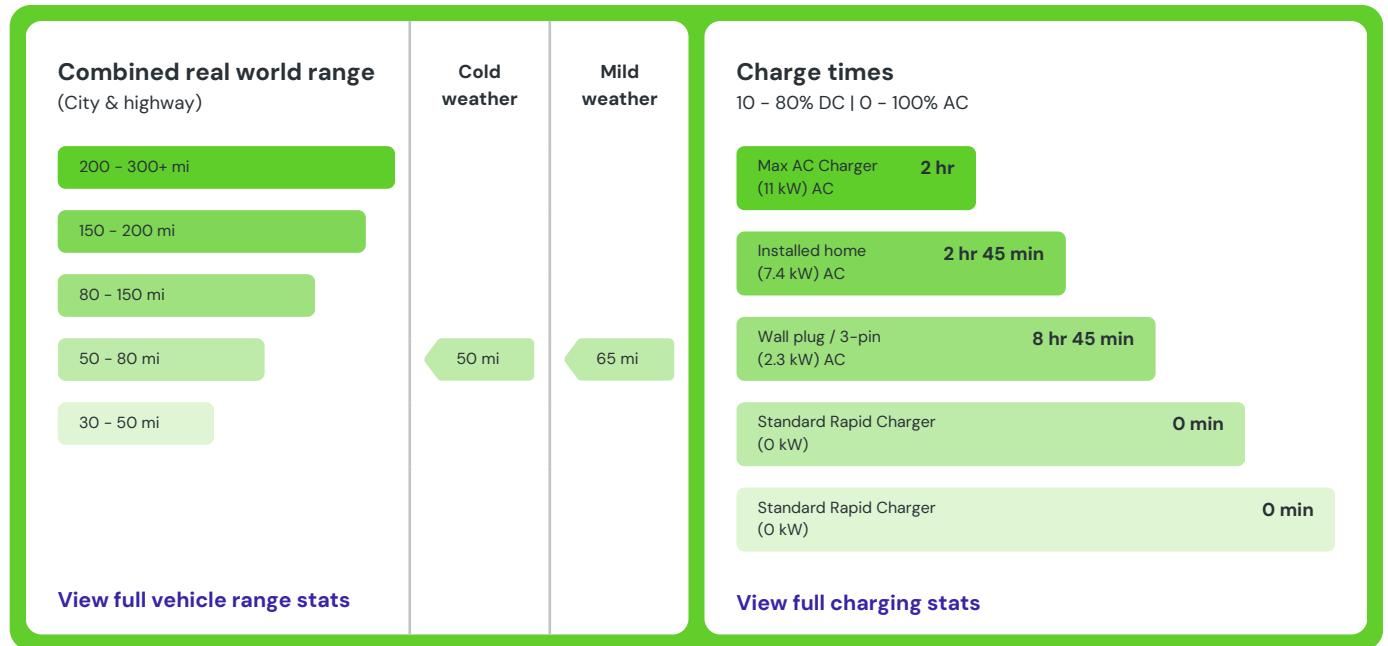 Combined real world range
(City & highway)
Cold
weather
Mild
weather
200 - 300+ mi
150 - 200 mi
80 - 150 mi
50 - 80 mi
50 mi
65 mi
30 - 50 mi
View full vehicle range stats
Charge times
10 - 80% DC | 0 - 100% AC
Max AC Charger
(11 kW) AC
2 hr
Installed home
(7.4 kW) AC
2 hr 45 min
Wall plug / 3-pin
(2.3 kW) AC
8 hr 45 min
Standard Rapid Charger
(0 kW)
0 min
Standard Rapid Charger
(0 kW)
0 min
View full charging stats